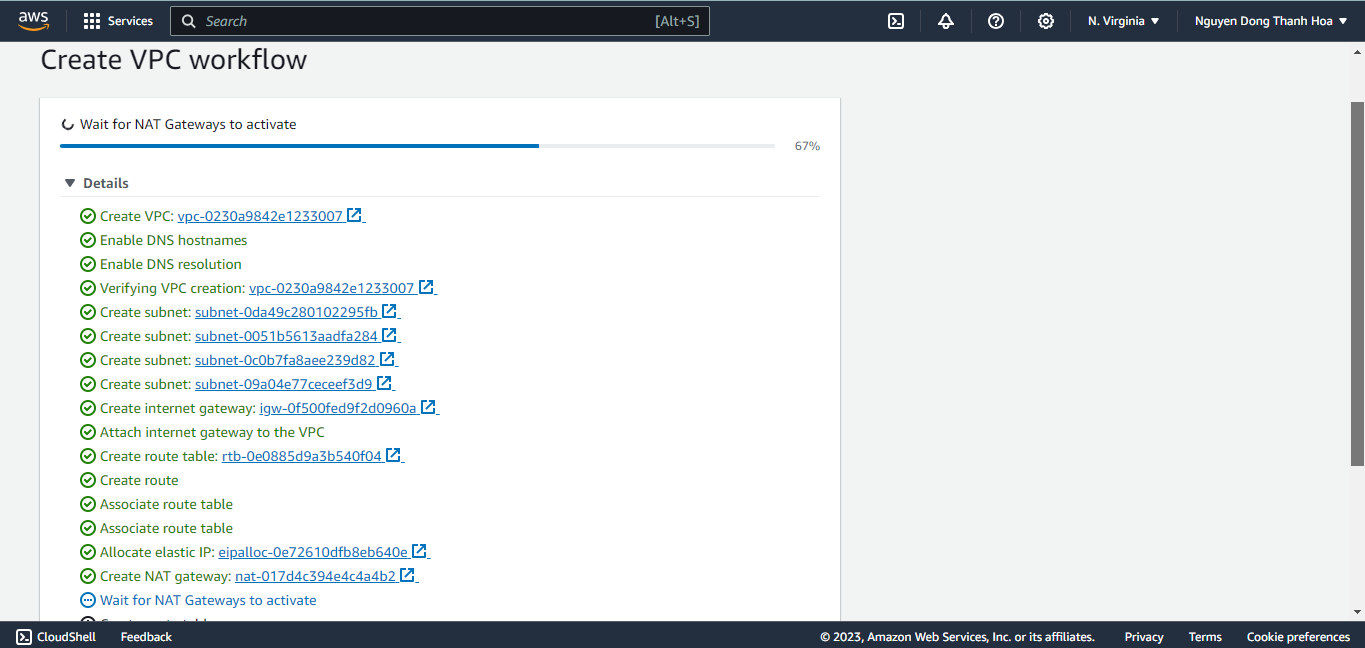 aws Services Search [Alt+S] N. Virginia Nguyen Dong Thanh Hoa
Create VPC workflow
Wait for NAT Gateways to activate
67%
Details
Create VPC: vpc-0230a9842e1233007
Enable DNS hostnames
Enable DNS resolution
Verifying VPC creation: vpc-0230a9842e1233007
Create subnet: subnet-0da49c280102295fb
Create subnet: subnet-0051b5613aadfa284
Create subnet: subnet-0c0b7fa8aee239d82
Create subnet: subnet-09a04e77ceceef3d9
Create internet gateway: igw-0f500fed9f2d0960a
Attach internet gateway to the VPC
Create route table: rtb-0e0885d9a3b540f04
Create route
Associate route table
Associate route table
Allocate elastic IP: eipalloc-0e72610dfb8eb640e
Create NAT gateway: nat-017d4c394e4c4a4b2
Wait for NAT Gateways to activate
CloudShell Feedback © 2023, Amazon Web Services, Inc. or its affiliates. Privacy Terms Cookie preferences